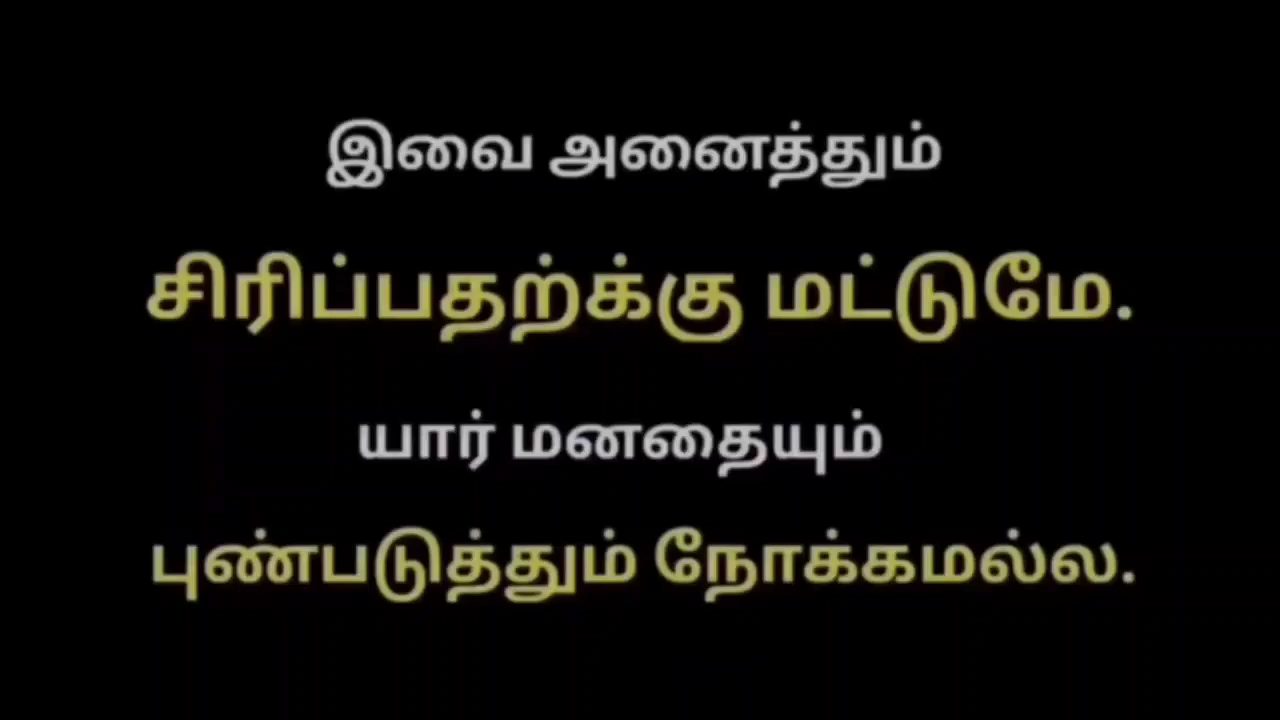 இவை அனைத்தும்
சிரிப்பதற்க்கு மட்டுமே.
யார் மனதையும்
புண்படுத்தும் நோக்கமல்ல.